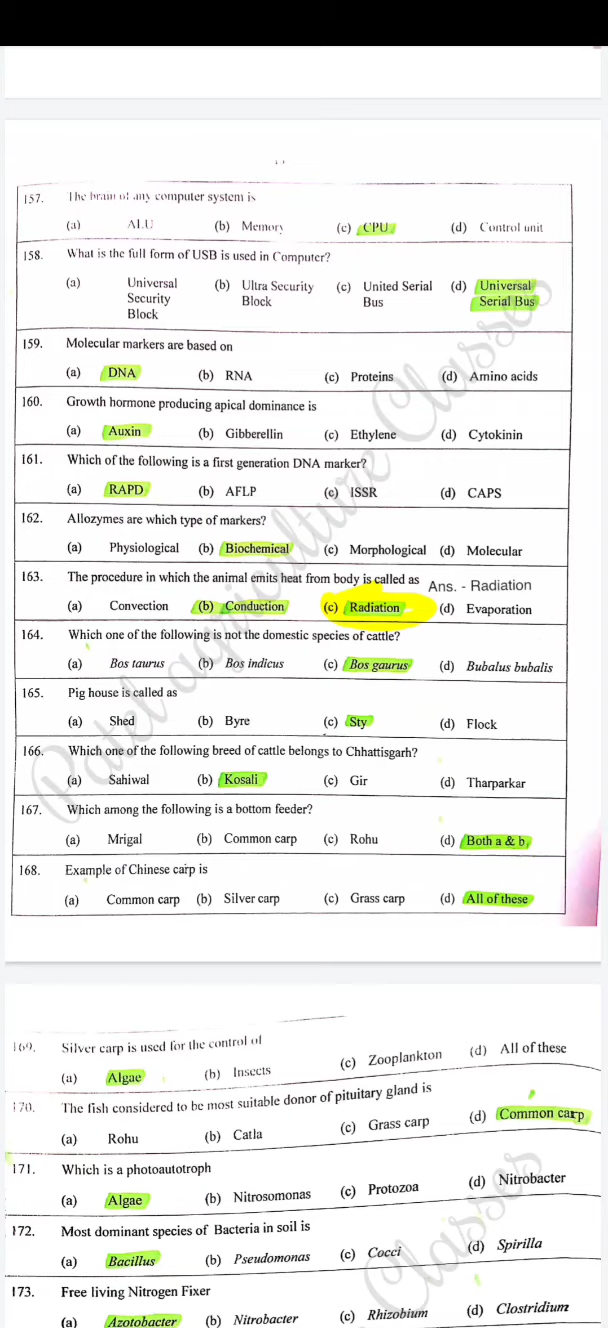 157. The brain of any computer system is
(a) ALU (b) Memory (c) CPU (d) Control unit
158. What is the full form of USB is used in Computer?
(a) Universal Security Block (b) Ultra Security Block (c) United Serial Bus (d) Universal Serial Bus
159. Molecular markers are based on
(a) DNA (b) RNA (c) Proteins (d) Amino acids
160. Growth hormone producing apical dominance is
(a) Auxin (b) Gibberellin (c) Ethylene (d) Cytokinin
161. Which of the following is a first generation DNA marker?
(a) RAPD (b) AFLP (c) ISSR (d) CAPS
162. Allozymes are which type of markers?
(a) Physiological (b) Biochemical (c) Morphological (d) Molecular
163. The procedure in which the animal emits heat from body is called as Ans. - Radiation
(a) Convection (b) Conduction (c) Radiation (d) Evaporation
164. Which one of the following is not the domestic species of cattle?
(a) Bos taurus (b) Bos indicus (c) Bos gaurus (d) Bubalus bubalis
165. Pig house is called as
(a) Shed (b) Byre (c) Sty (d) Flock
166. Which one of the following breed of cattle belongs to Chhattisgarh?
(a) Sahiwal (b) Kosali (c) Gir (d) Tharparkar
167. Which among the following is a bottom feeder?
(a) Mrigal (b) Common carp (c) Rohu (d) Both a & b
168. Example of Chinese carp is
(a) Common carp (b) Silver carp (c) Grass carp (d) All of these
Patel agriculture Classes
169. Silver carp is used for the control of
(a) Algae (b) Insects (c) Zooplankton (d) All of these
170. The fish considered to be most suitable donor of pituitary gland is
(a) Rohu (b) Catla (c) Grass carp (d) Common carp
171. Which is a photoautotroph
(a) Algae (b) Nitrosomonas (c) Protozoa (d) Nitrobacter
172. Most dominant species of Bacteria in soil is
(a) Bacillus (b) Pseudomonas (c) Cocci (d) Spirilla
173. Free living Nitrogen Fixer
(a) Azotobacter (b) Nitrobacter (c) Rhizobium (d) Clostridium
Classes